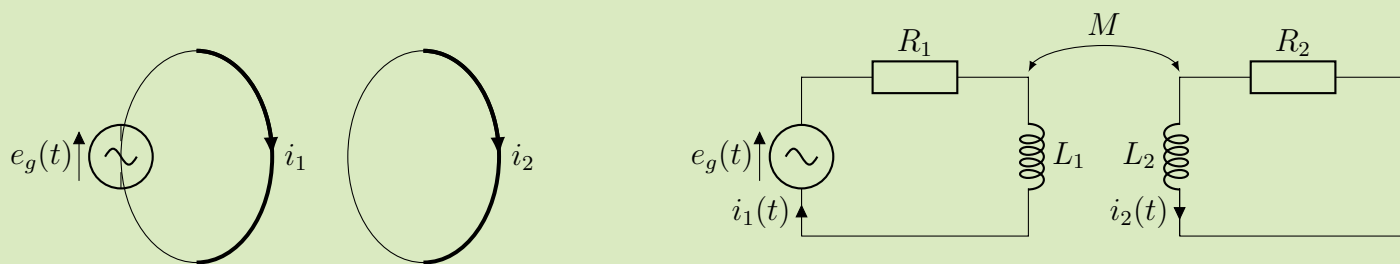 e_g(t)
i_1
i_2
M
R_1
R_2
e_g(t)
L_1
L_2
i_1(t)
i_2(t)